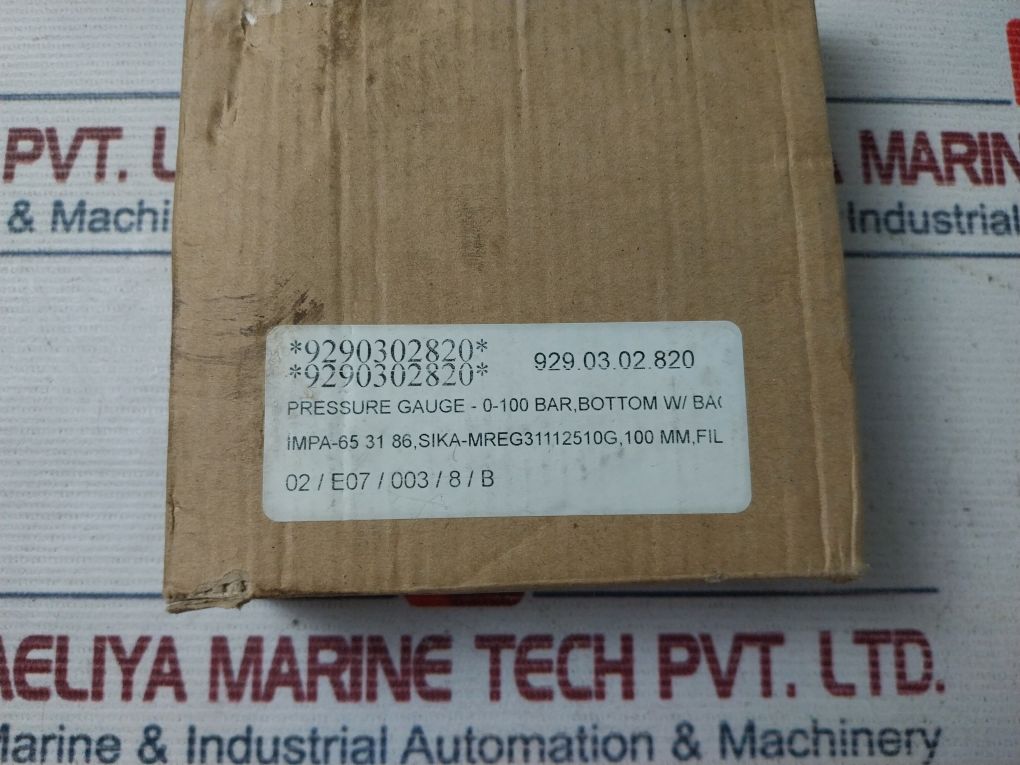 PVT. L
& Machi
MARIN
Industrial
*9290302820*
*9290302820*
929.03.02.820
PRESSURE GAUGE - 0-100 BAR,BOTTOM W/ BAC
IMPA-65 31 86,SIKA-MREG31112510G,100 MM,FIL
02 / E07 / 003 / 8 / B
AELIYA MARINE TECH PVT. LTD.
Marine & Industrial Automation & Machinery